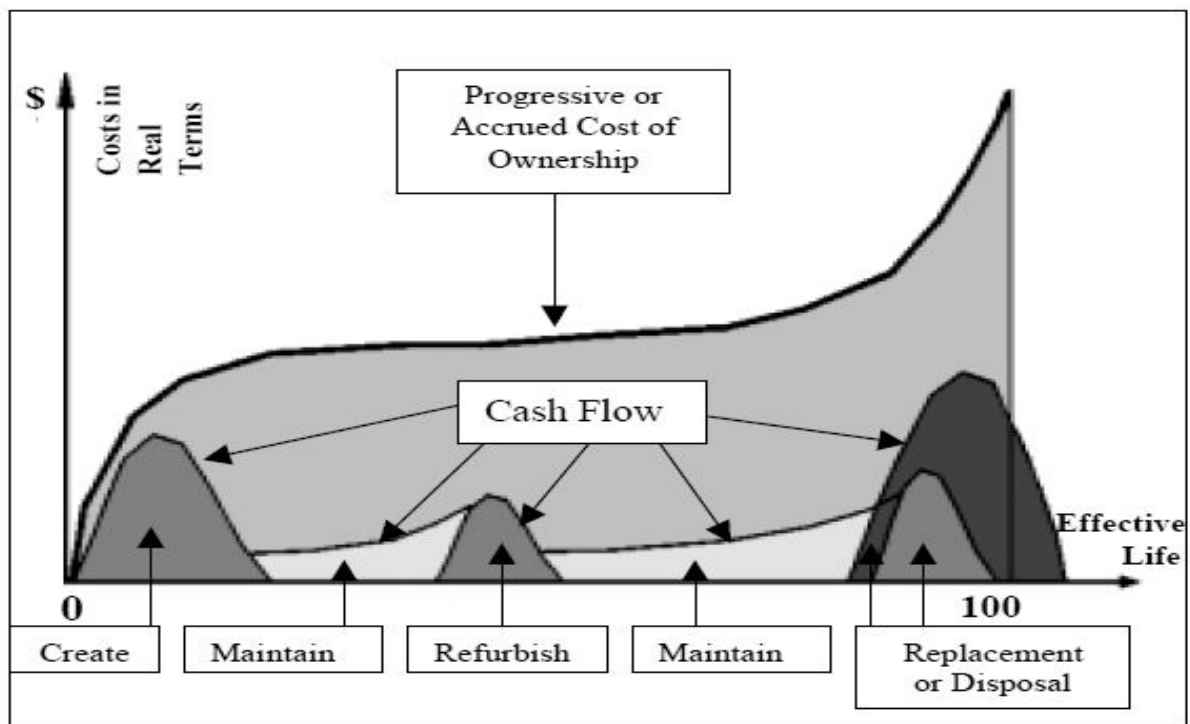 $
Costs in
Real
Terms
Progressive or
Accrued Cost of
Ownership
Cash Flow
Effective
Life
0
100
Create
Maintain
Refurbish
Maintain
Replacement
or Disposal